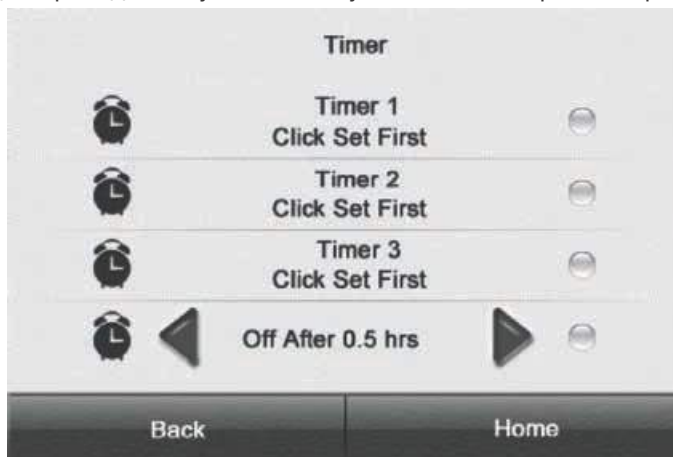 Timer
Timer 1
Click Set First
Timer 2
Click Set First
Timer 3
Click Set First
Off After 0.5 hrs
Back
Home